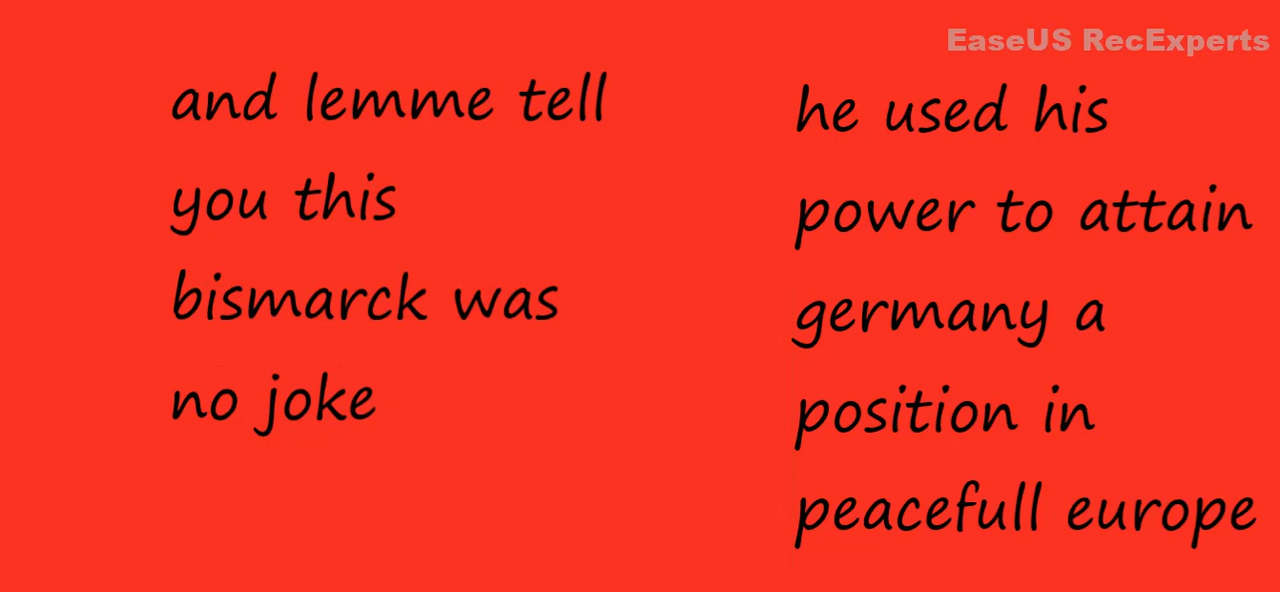 EaseUS RecExperts
and lemme tell
you this
bismarck was
no joke
he used his
power to attain
germany a
position in
peacefull europe